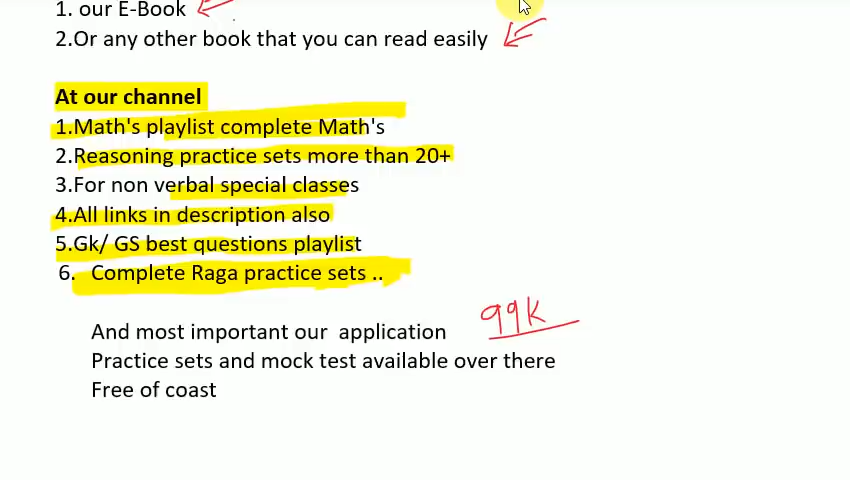 1. our E-Book
2.Or any other book that you can read easily
At our channel
1.Math's playlist complete Math's
2.Reasoning practice sets more than 20+
3.For non verbal special classes
4.All links in description also
5.Gk/ GS best questions playlist
6. Complete Raga practice sets ..
99K
And most important our application
Practice sets and mock test available over there
Free of coast